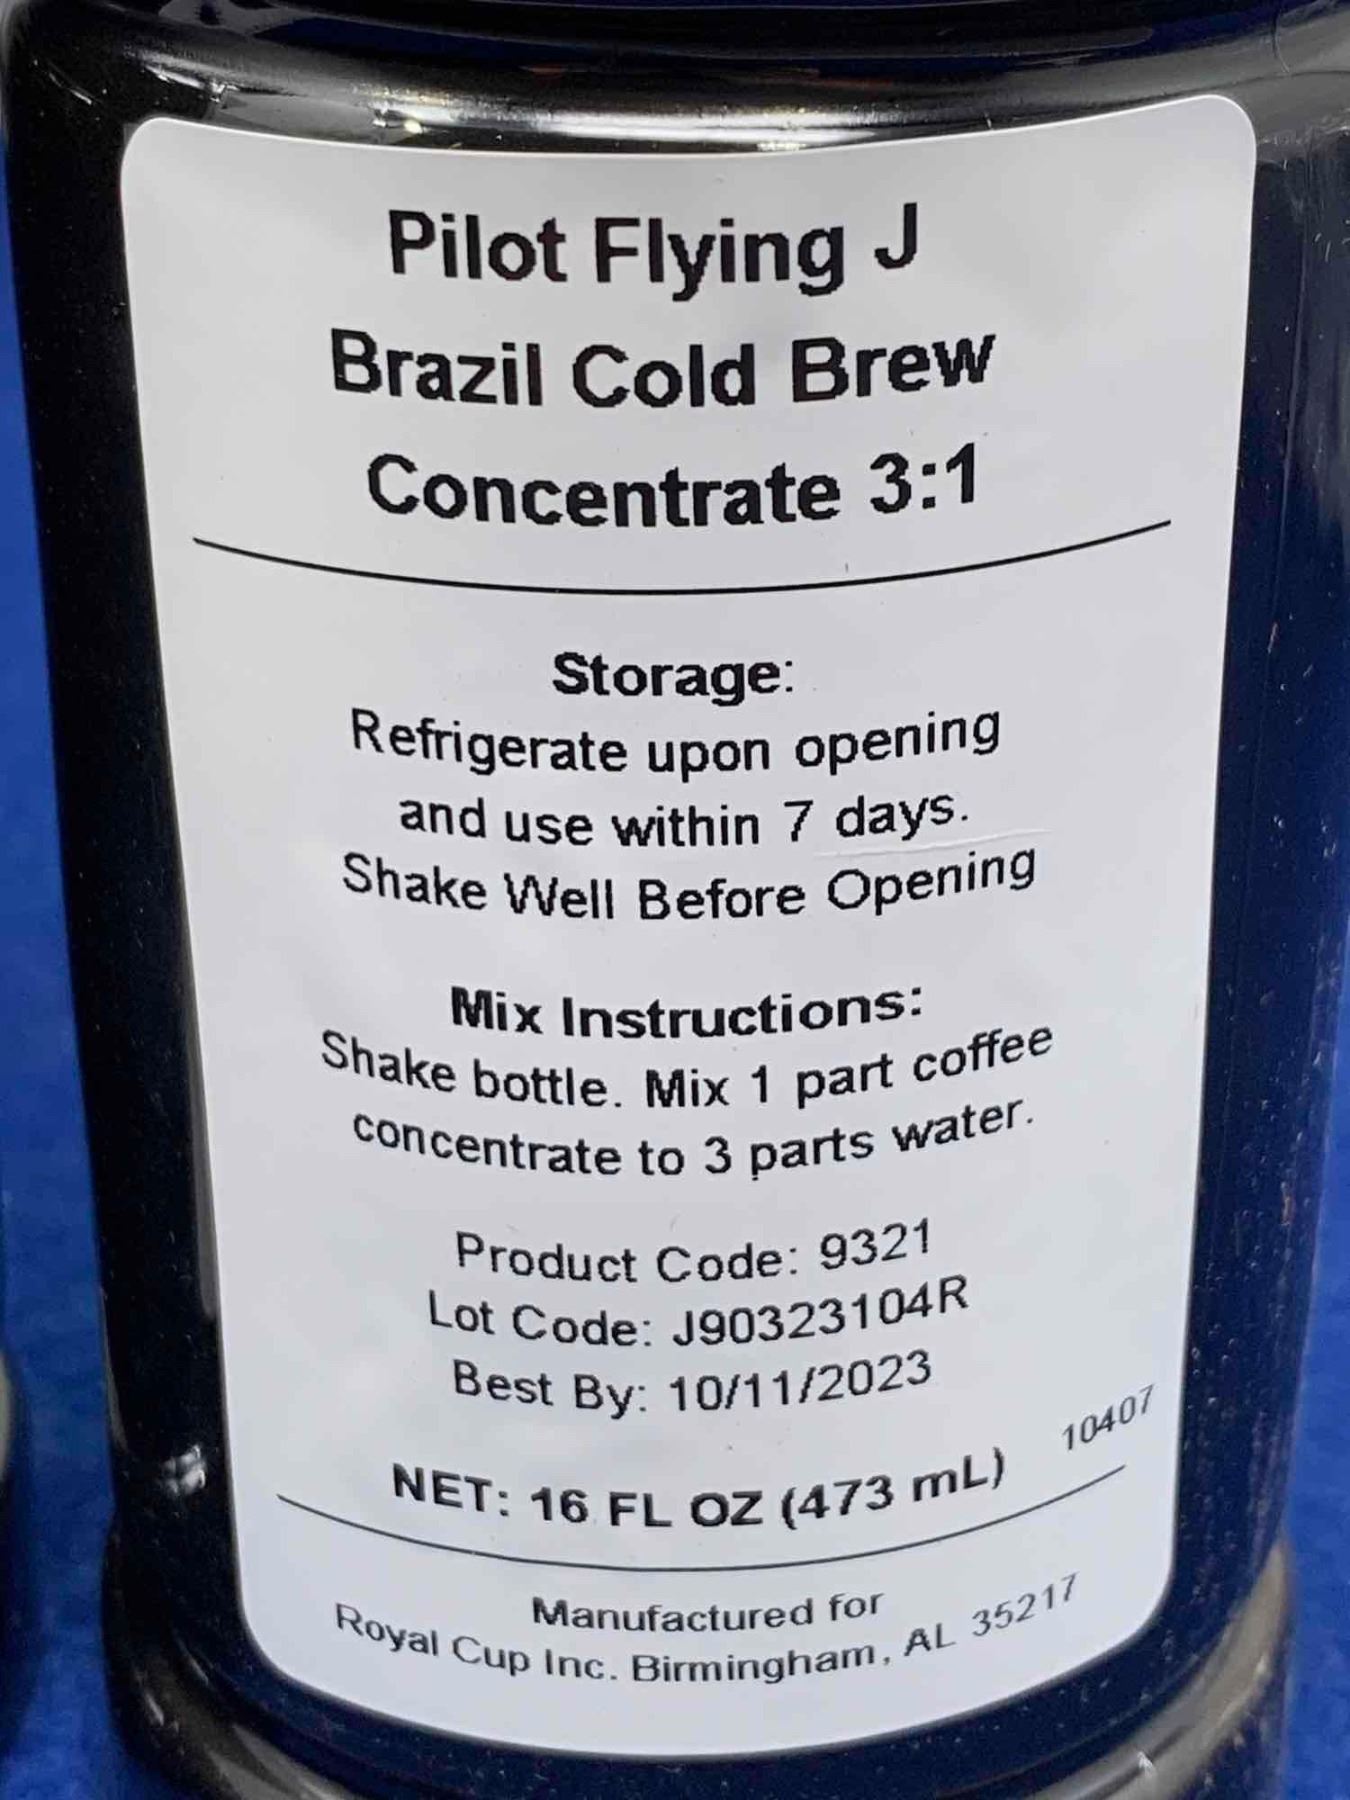 Pilot Flying J
Brazil Cold Brew
Concentrate 3:1
Storage:
Refrigerate upon opening
and use within 7 days.
Shake Well Before Opening
Mix Instructions:
Shake bottle. Mix 1 part coffee
concentrate to 3 parts water.
Product Code: 9321
Lot Code: J90323104R
Best By: 10/11/2023
10407
NET: 16 FL OZ (473 mL)
Manufactured for
Royal Cup Inc. Birmingham, AL 35217